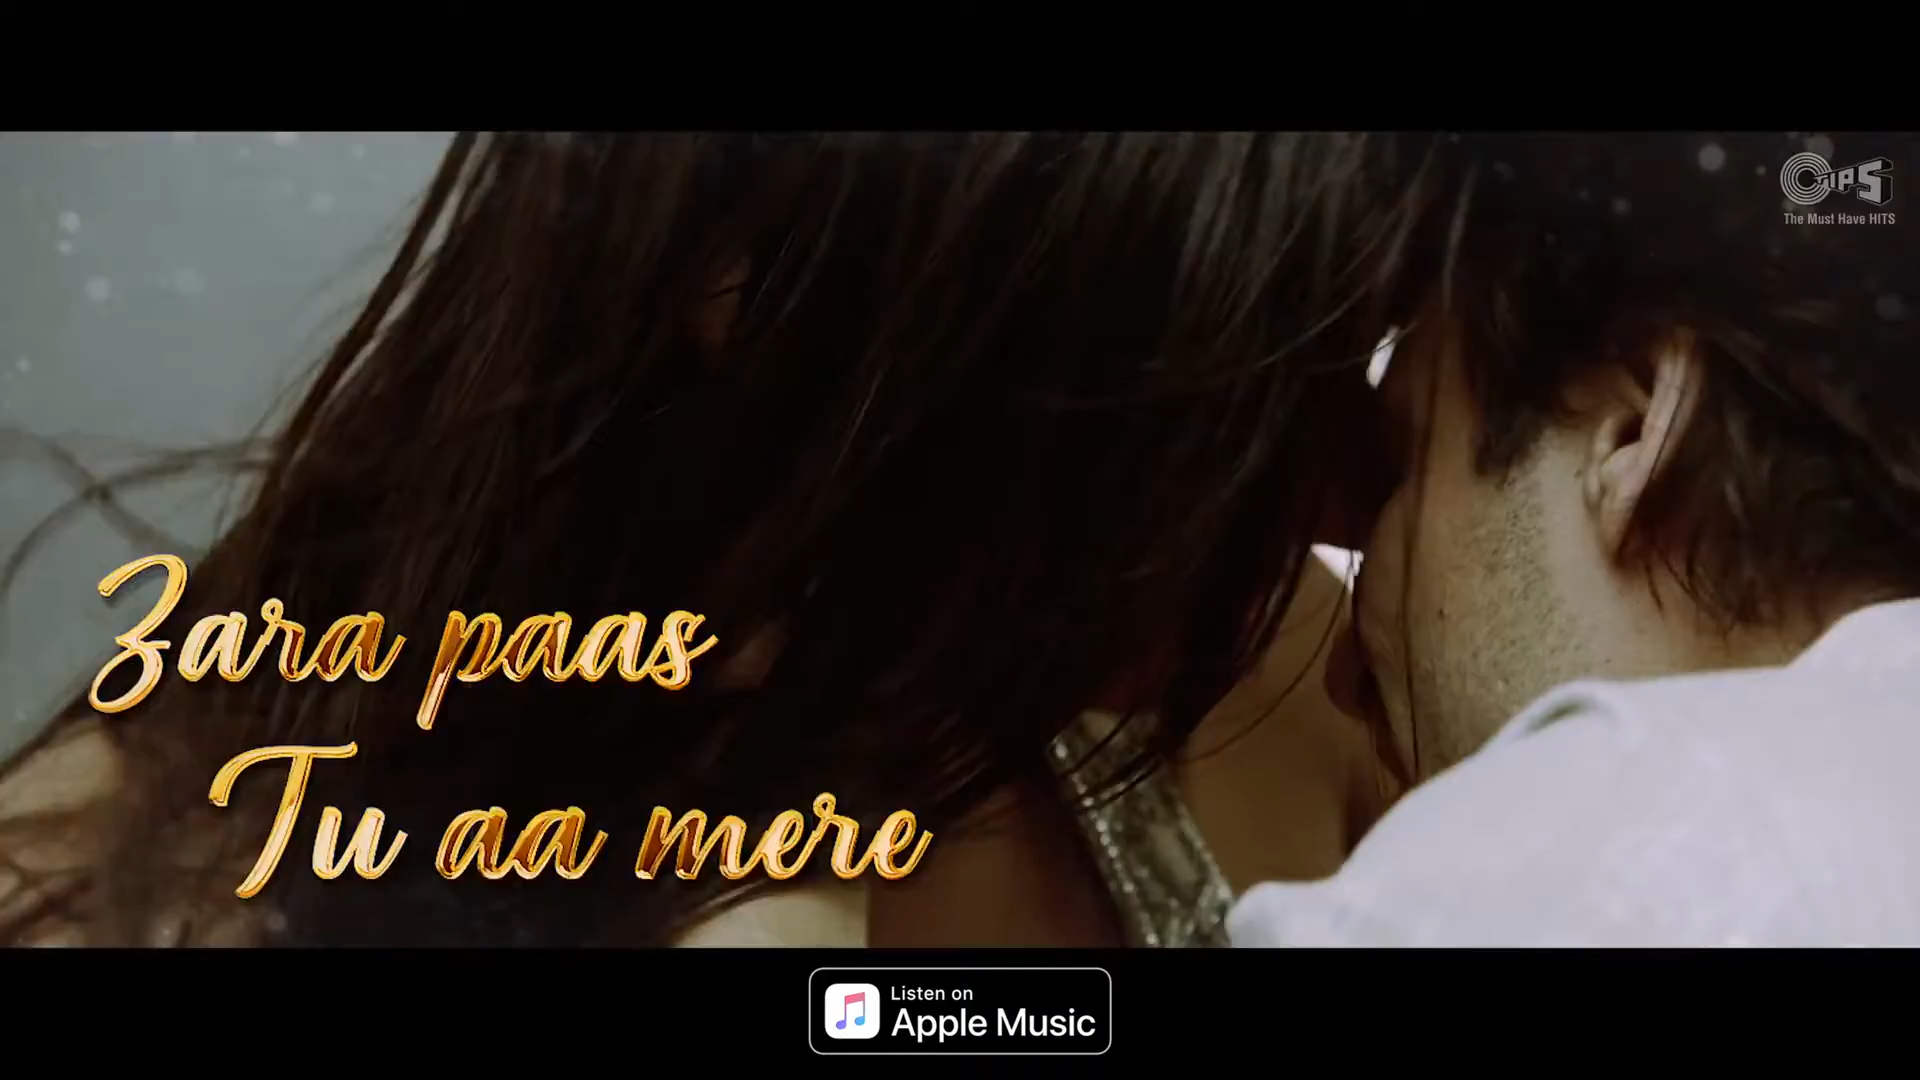 TIPS
The Must Have HITS
Zara paas
Tu aa mere
Listen on
Apple Music